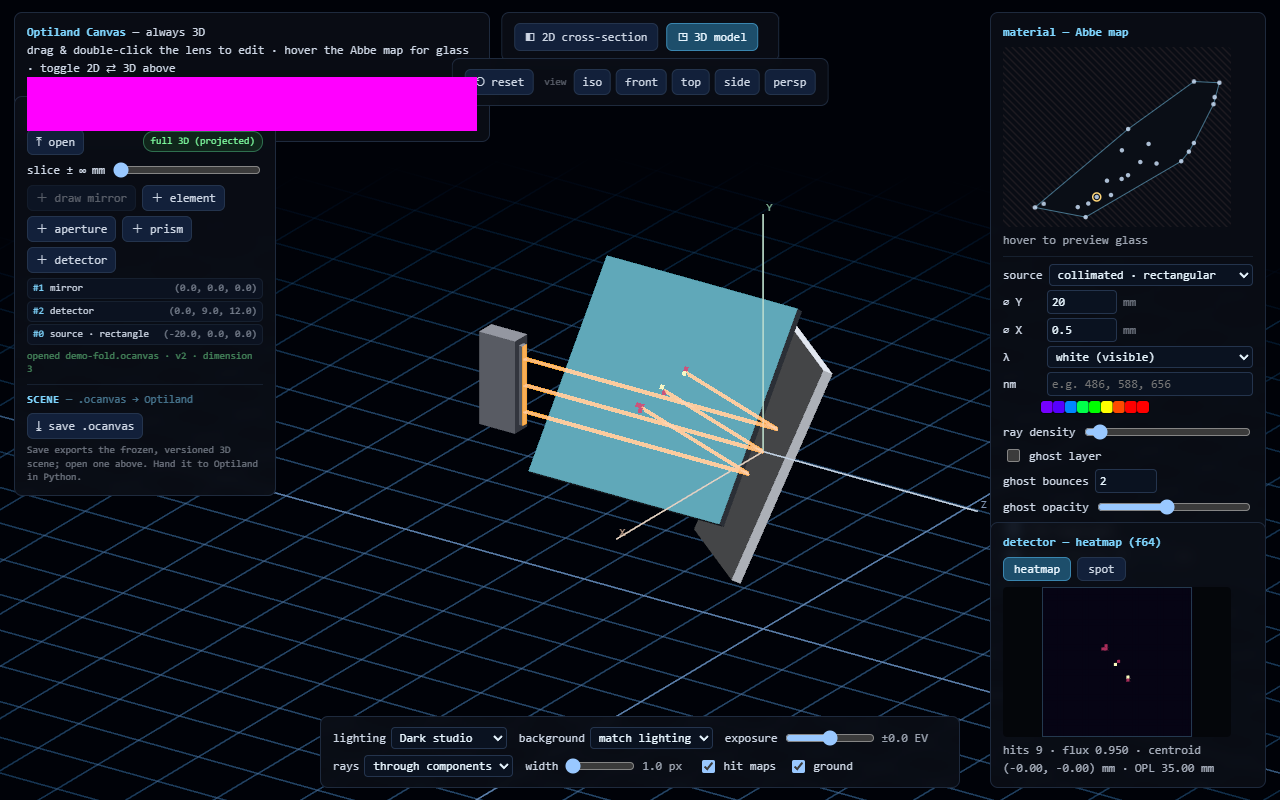 Optiland Canvas — always 3D
drag & double-click the lens to edit · hover the Abbe map for glass
· toggle 2D ⇄ 3D above
2D cross-section
3D model
reset
view
iso
front
top
side
persp
open
full 3D (projected)
slice ± ∞ mm
+ draw mirror
+ element
+ aperture
+ prism
+ detector
#1 mirror (0.0, 0.0, 0.0)
#2 detector (0.0, 9.0, 12.0)
#0 source · rectangle (-20.0, 0.0, 0.0)
opened demo-fold.ocanvas · v2 · dimension
3
SCENE — .ocanvas → Optiland
save .ocanvas
Save exports the frozen, versioned 3D
scene; open one above. Hand it to Optiland
in Python.
Y
X
Z
material — Abbe map
hover to preview glass
source collimated · rectangular
⌀ Y 20 mm
⌀ X 0.5 mm
λ white (visible)
nm e.g. 486, 588, 656
ray density
ghost layer
ghost bounces 2
ghost opacity
detector — heatmap (f64)
heatmap
spot
hits 9 · flux 0.950 · centroid
(-0.00, -0.00) mm · OPL 35.00 mm
lighting Dark studio background match lighting exposure ±0.0 EV
rays through components width 1.0 px hit maps ground